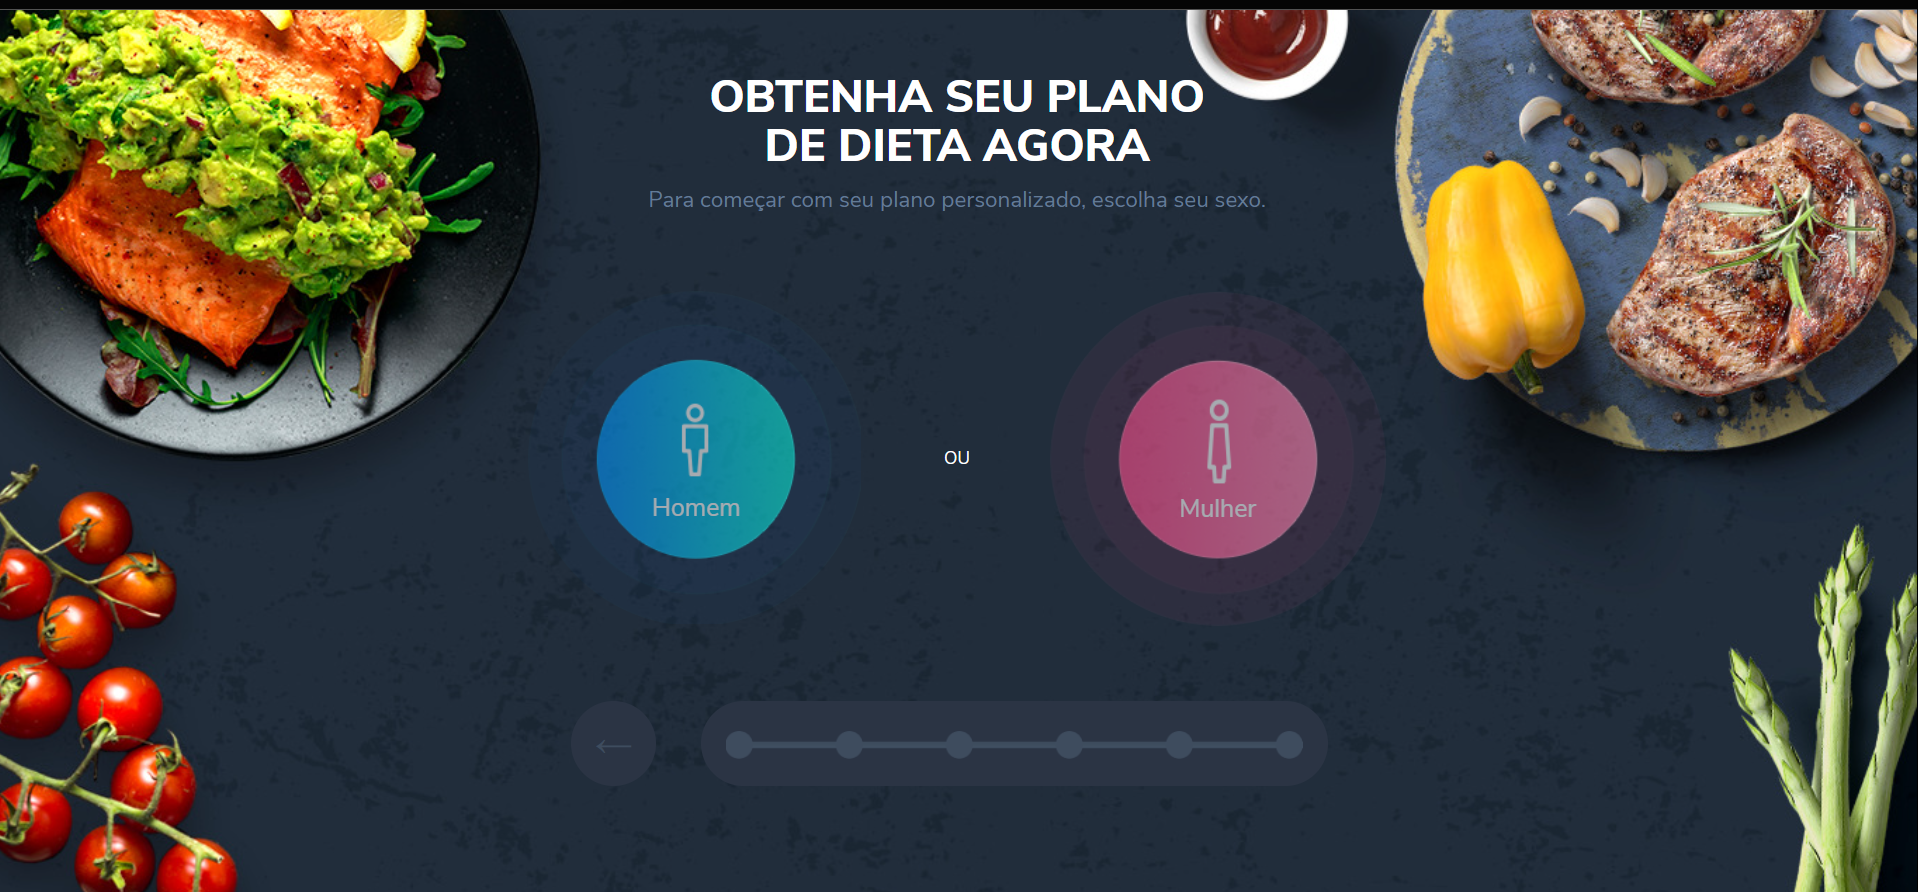 OBTENHA SEU PLANO
DE DIETA AGORA
Para começar com seu plano personalizado, escolha seu sexo.
Homem
OU
Mulher